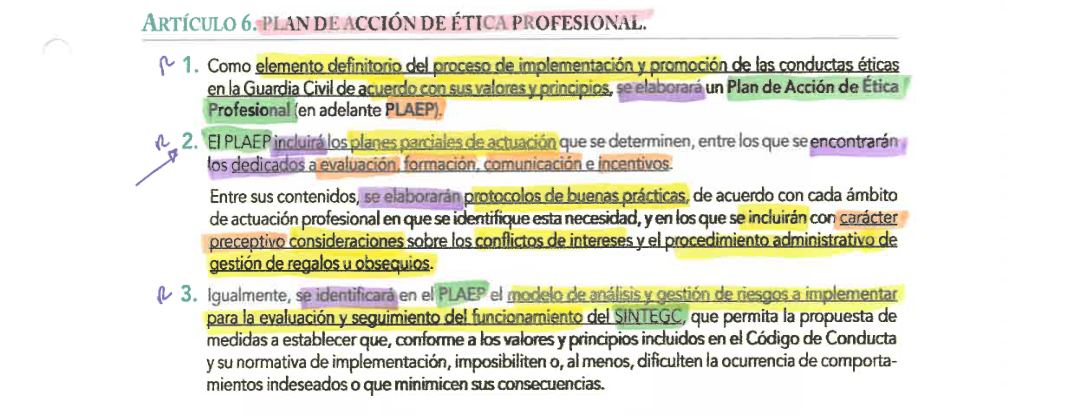 ARTÍCULO 6. PLAN DE ACCIÓN DE ÉTICA PROFESIONAL.
1. Como elemento definitorio del proceso de implementación y promoción de las conductas éticas
en la Guardia Civil de acuerdo con sus valores y principios, se elaborará un Plan de Acción de Ética
Profesional (en adelante PLAEP).
2. El PLAEP incluirá los planes parciales de actuación que se determinen, entre los que se encontrarán
los dedicados a evaluación, formación, comunicación e incentivos.
Entre sus contenidos, se elaborarán protocolos de buenas prácticas, de acuerdo con cada ámbito
de actuación profesional en que se identifique esta necesidad, y en los que se incluirán con carácter
preceptivo consideraciones sobre los conflictos de intereses y el procedimiento administrativo de
gestión de regalos u obsequios.
3. Igualmente, se identificará en el PLAEP el modelo de análisis y gestión de riesgos a implementar
para la evaluación y seguimiento del funcionamiento del SINTEGC, que permita la propuesta de
medidas a establecer que, conforme a los valores y principios incluidos en el Código de Conducta
y su normativa de implementación, imposibiliten o, al menos, dificulten la ocurrencia de comporta-
mientos indeseados o que minimicen sus consecuencias.